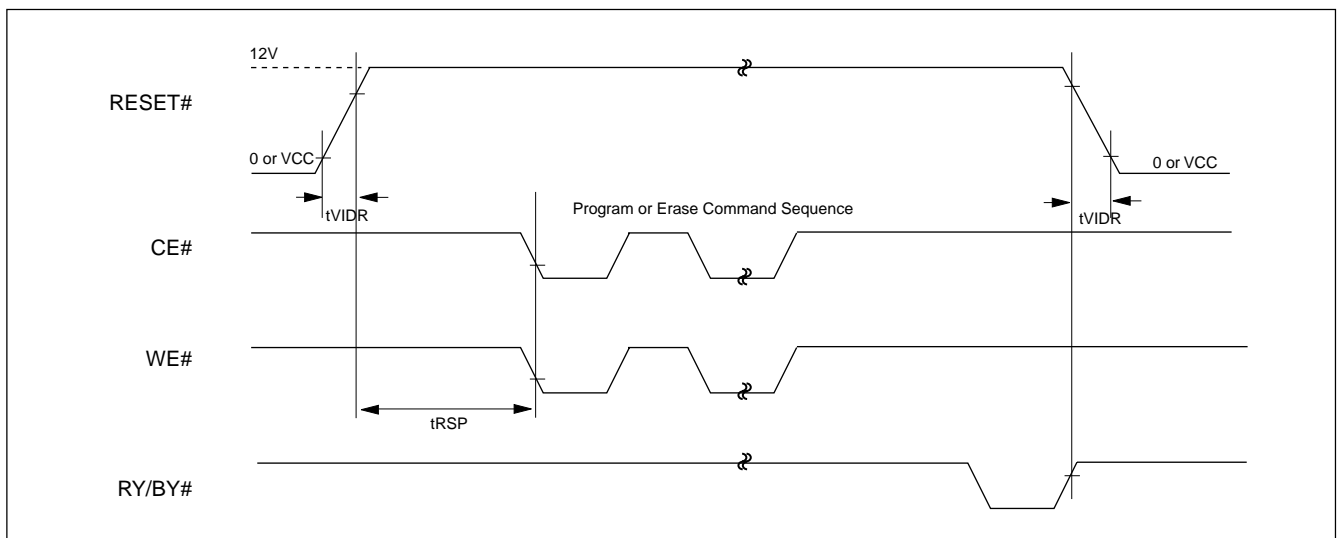 12V
RESET#
0 or VCC
0 or VCC
tVIDR
Program or Erase Command Sequence
tVIDR
CE#
WE#
tRSP
RY/BY#